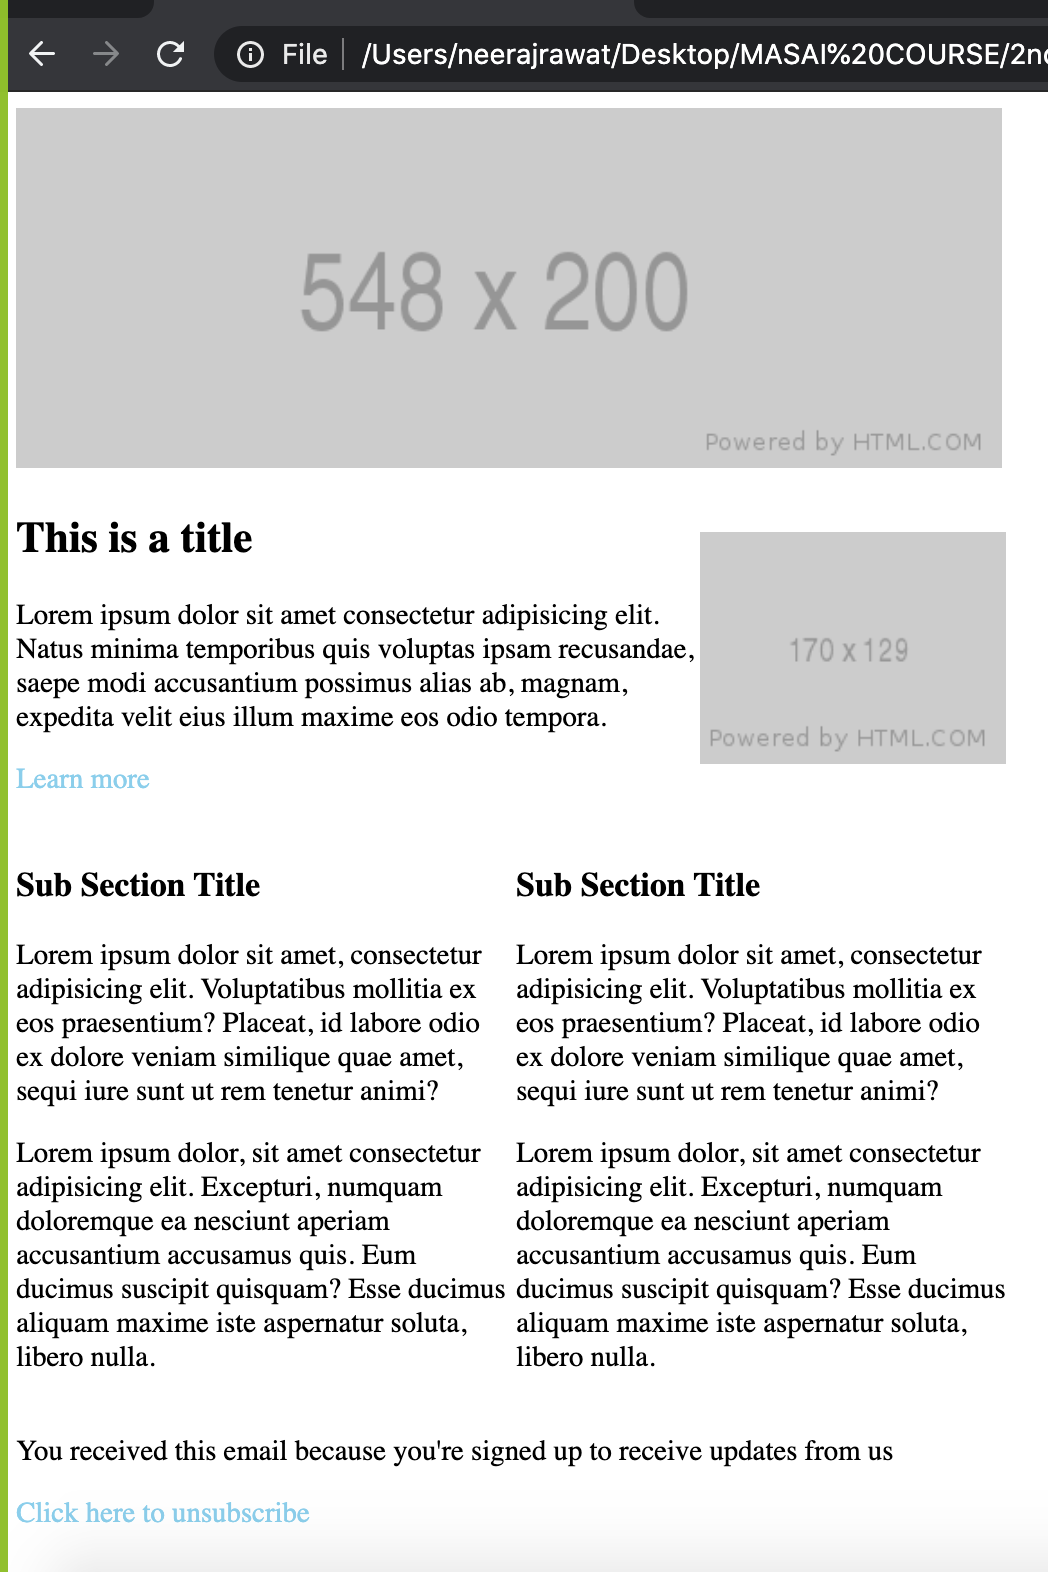 File /Users/neerajrawat/Desktop/MASAI%20COURSE/2n
548 x 200
Powered by HTML.COM
This is a title
Lorem ipsum dolor sit amet consectetur adipisicing elit.
Natus minima temporibus quis voluptas ipsam recusandae,
saepe modi accusantium possimus alias ab, magnam,
expedita velit eius illum maxime eos odio tempora.
Learn more
170 x 129
Powered by HTML.COM
Sub Section Title
Lorem ipsum dolor sit amet, consectetur
adipisicing elit. Voluptatibus mollitia ex
eos praesentium? Placeat, id labore odio
ex dolore veniam similique quae amet,
sequi iure sunt ut rem tenetur animi?
Lorem ipsum dolor, sit amet consectetur
adipisicing elit. Excepturi, numquam
doloremque ea nesciunt aperiam
accusantium accusamus quis. Eum
ducimus suscipit quisquam? Esse ducimus
aliquam maxime iste aspernatur soluta,
libero nulla.
Sub Section Title
Lorem ipsum dolor sit amet, consectetur
adipisicing elit. Voluptatibus mollitia ex
eos praesentium? Placeat, id labore odio
ex dolore veniam similique quae amet,
sequi iure sunt ut rem tenetur animi?
Lorem ipsum dolor, sit amet consectetur
adipisicing elit. Excepturi, numquam
doloremque ea nesciunt aperiam
accusantium accusamus quis. Eum
ducimus suscipit quisquam? Esse ducimus
aliquam maxime iste aspernatur soluta,
libero nulla.
You received this email because you're signed up to receive updates from us
Click here to unsubscribe